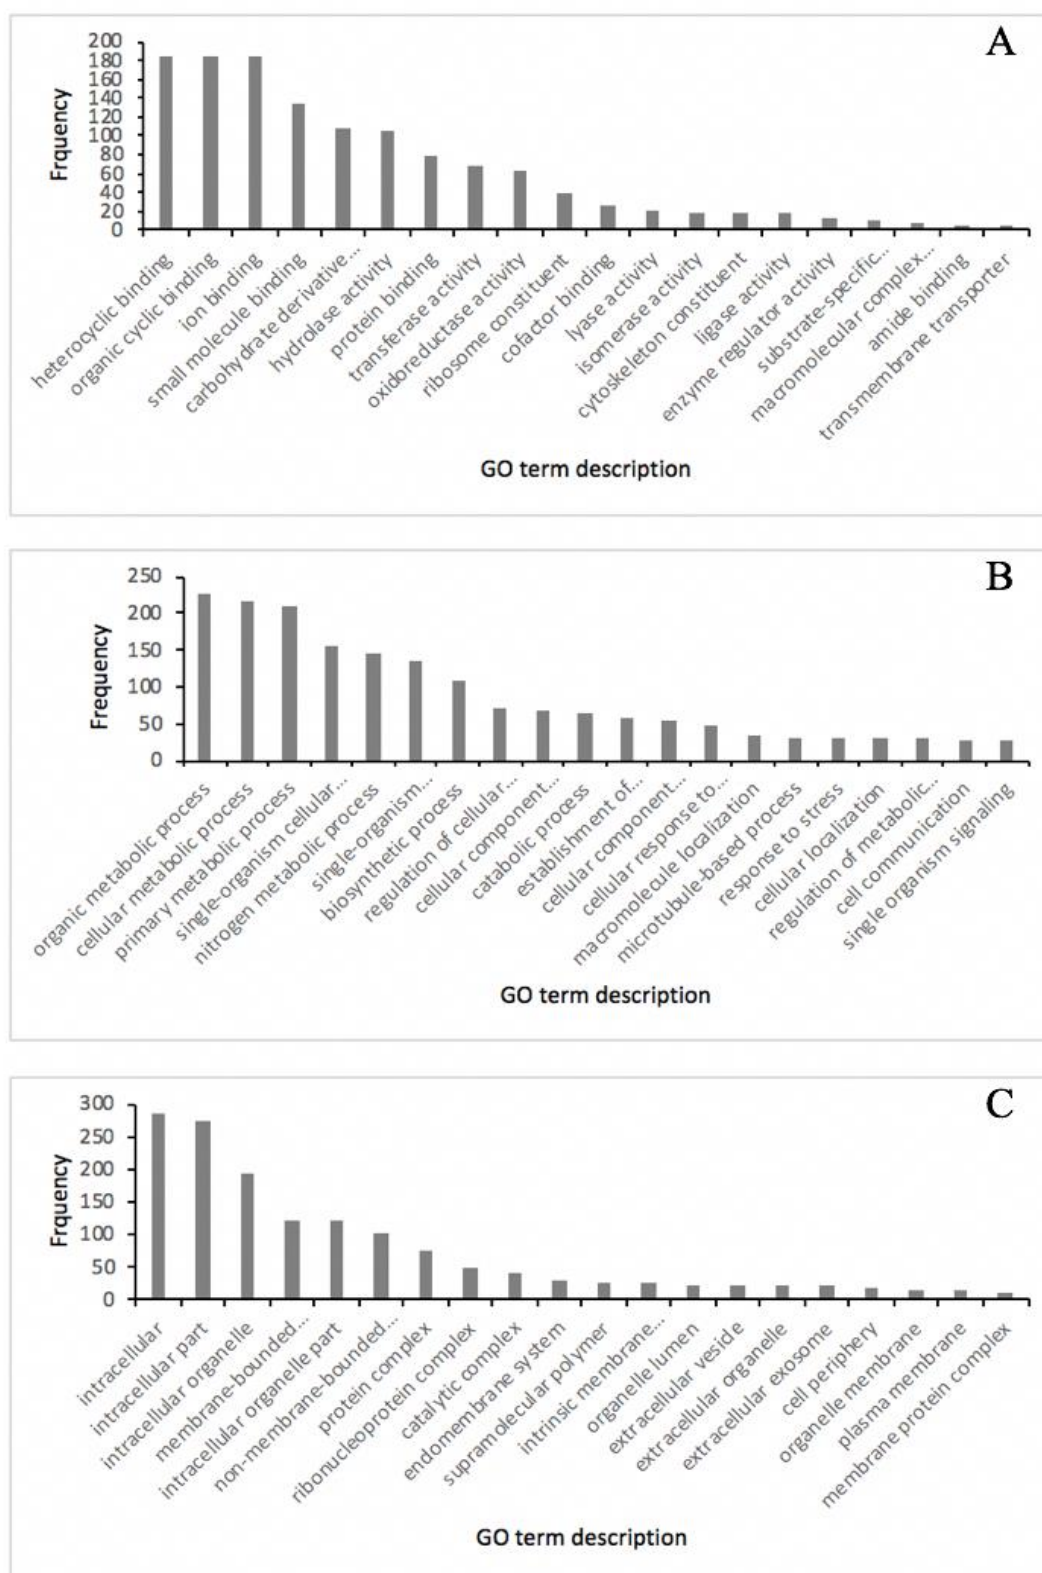 A
200
180
160
140
120
100
80
60
40
20
0
Frquency
heterocyclic binding
organic cyclic binding
ion binding
small molecule binding
carbohydrate derivative...
hydrolase activity
protein binding
transferase activity
oxidoreductase activity
ribosome constituent
cofactor binding
lyase activity
isomerase activity
cytoskeleton constituent
ligase activity
enzyme regulator activity
substrate-specific...
macromolecular complex...
amide binding
transmembrane transporter
GO term description
B
250
200
150
100
50
0
Frequency
organic metabolic process
cellular metabolic process
primary metabolic process
single-organism cellular...
nitrogen metabolic process
single-organism...
biosynthetic process
regulation of cellular...
cellular component...
catabolic process
establishment of...
cellular component...
cellular response to...
macromolecule localization
microtubule-based process
response to stress
cellular localization
regulation of metabolic...
cell communication
single organism signaling
GO term description
C
300
250
200
150
100
50
0
Frquency
intracellular
intracellular part
intracellular organelle
membrane-bounded...
intracellular organelle part
non-membrane-bounded...
protein complex
ribonucleoprotein complex
catalytic complex
endomembrane system
supramolecular polymer
intrinsic membrane...
organelle lumen
extracellular veside
extracellular organelle
extracellular exosome
cell periphery
organelle membrane
plasma membrane
membrane protein complex
GO term description